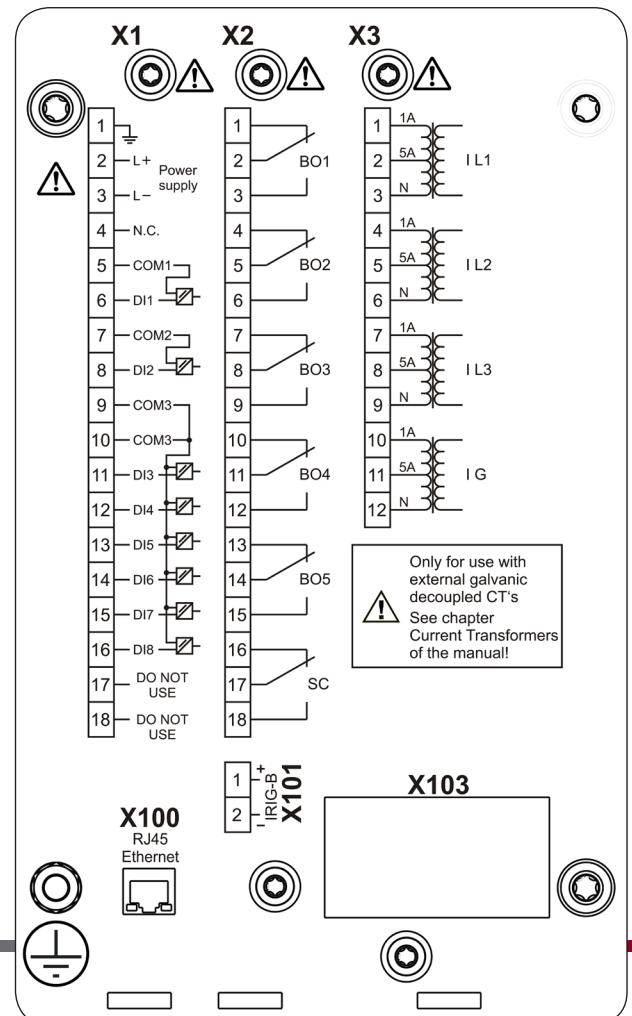 X1
X2
X3
1
2 L+
3 L–
Power
supply
4 N.C.
5 COM1
6 DI1
7 COM2
8 DI2
9 COM3
10 COM3
11 DI3
12 DI4
13 DI5
14 DI6
15 DI7
16 DI8
17 DO NOT
USE
18 DO NOT
USE
1
2 BO1
3
4
5 BO2
6
7
8 BO3
9
10
11 BO4
12
13
14 BO5
15
16
17 SC
18
1 1A
2 5A I L1
3 N
4 1A
5 5A I L2
6 N
7 1A
8 5A I L3
9 N
10 1A
11 5A I G
12 N
Only for use with
external galvanic
decoupled CT‘s
See chapter
Current Transformers
of the manual!
1 +
2 –
IRIG-B
X101
X100
RJ45
Ethernet
X103